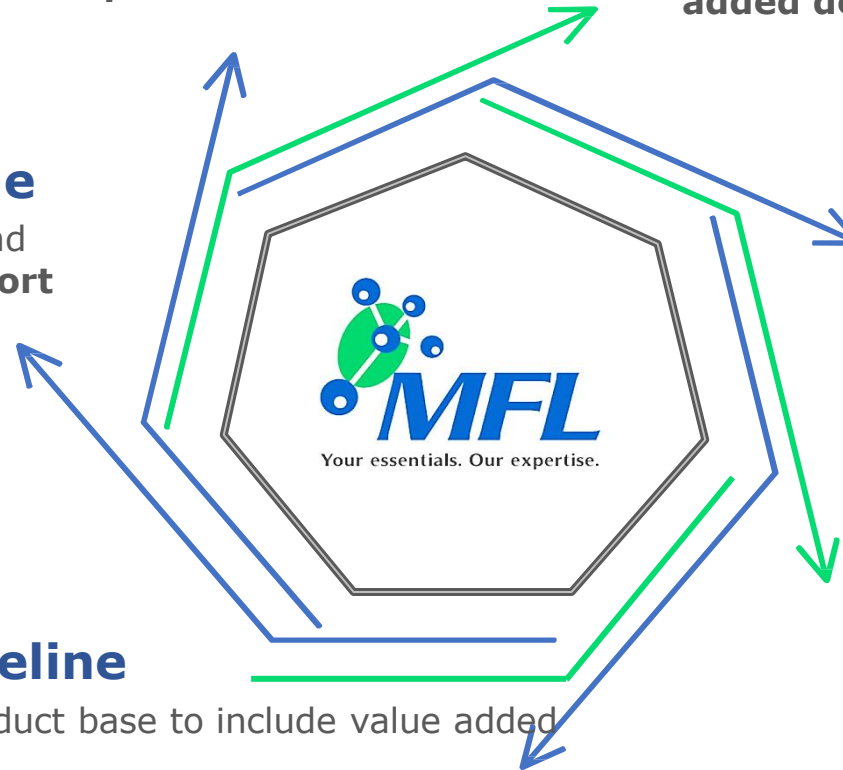 added de
e
nd
ort
MFL
Your essentials. Our expertise.
eline
duct base to include value added